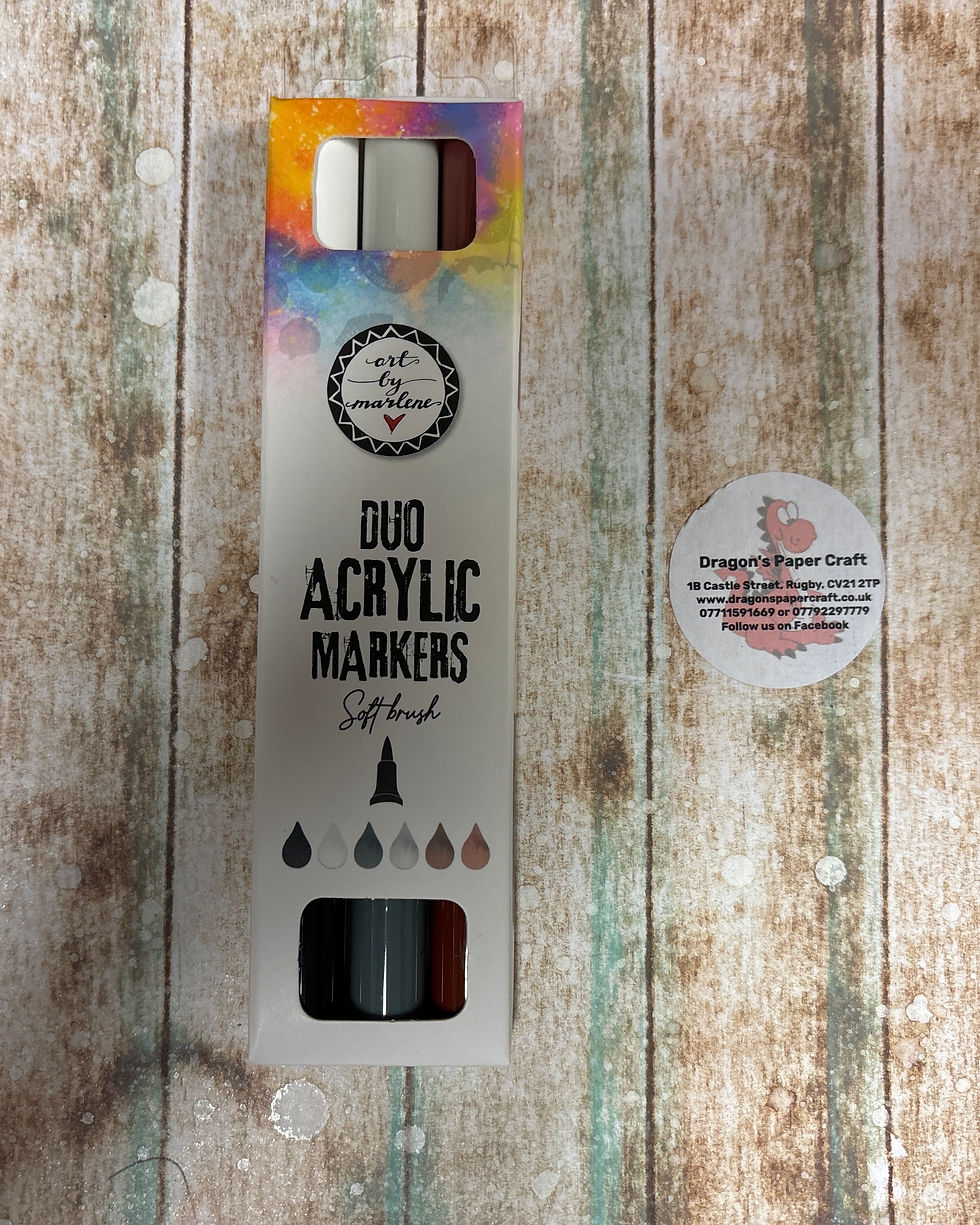 art
by
marlene
DUO
ACRYLIC
MARKERS
Soft brush
Dragon's Paper Craft
1B Castle Street, Rugby, CV21 2TP
www.dragonspapercraft.co.uk
07711591669 or 07792297779
Follow us on Facebook